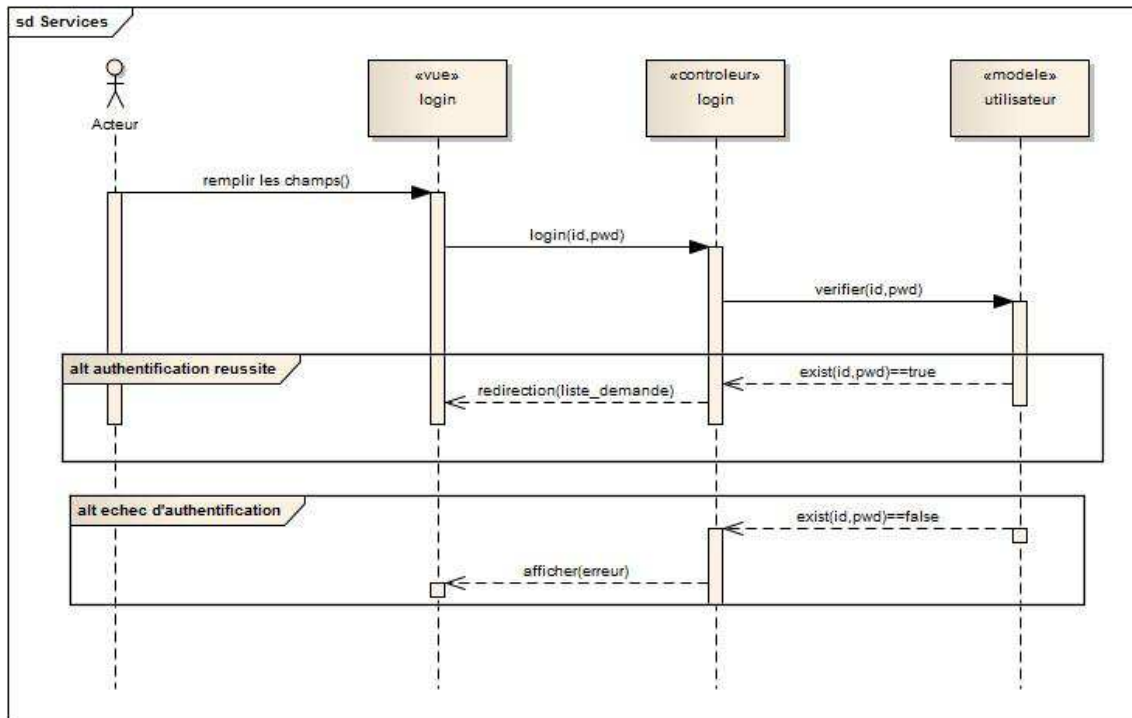 sd Services
«vue»
login
«controleur»
login
«modele»
utilisateur
Acteur
remplir les champs()
login(id,pwd)
verifier(id,pwd)
alt authentification reussite
exist(id,pwd)==true
redirection(liste_demande)
alt echec d'authentification
exist(id,pwd)==false
afficher(erreur)